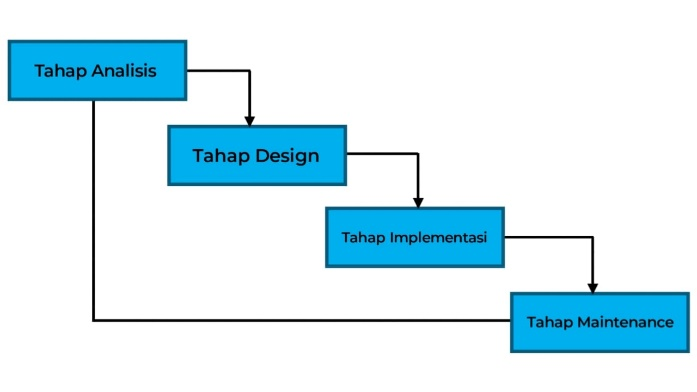 Tahap Analisis
Tahap Design
Tahap Implementasi
Tahap Maintenance